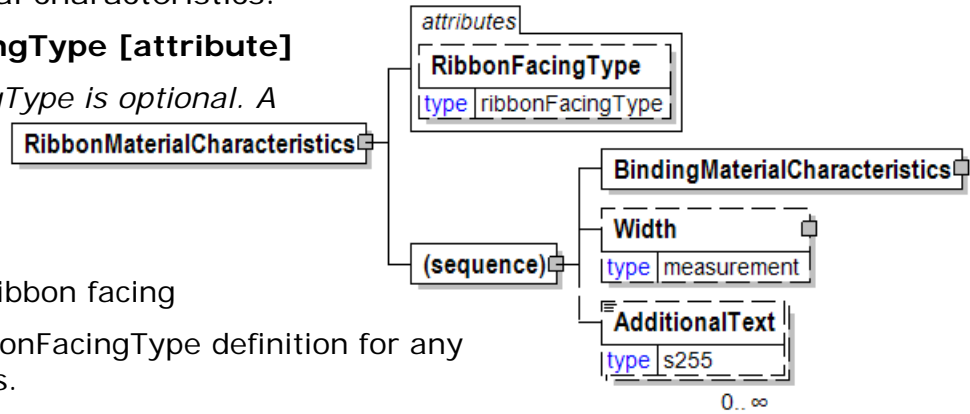 al characteristics.
attributes
ngType [attribute]
RibbonFacingType
type ribbonFacingType
gType is optional. A
RibbonMaterialCharacteristics
BindingMaterialCharacteristics
Width
type measurement
(sequence)
ibbon facing
AdditionalText
type s255
onFacingType definition for any
s.
0..∞